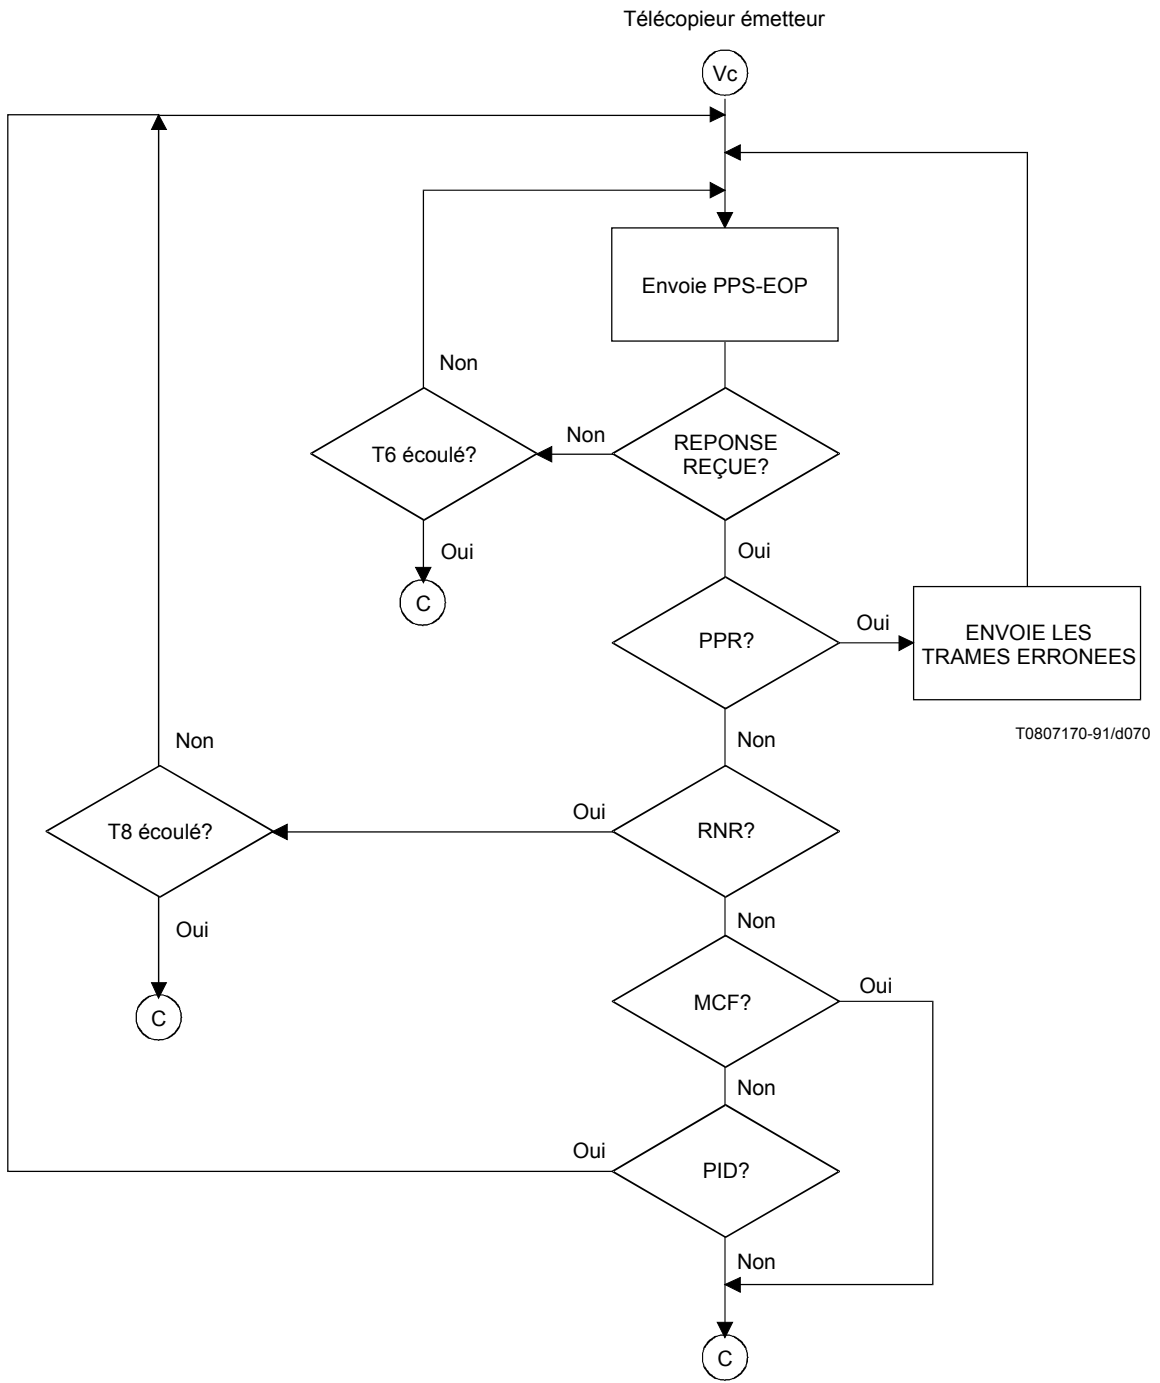 Télécopieur émetteur
Vc
Envoie PPS-EOP
Non
T6 écoulé?
Non
REPONSE
REÇUE?
Oui
C
Oui
PPR?
Oui
ENVOIE LES
TRAMES ERRONEES
T0807170-91/d070
Non
Non
T8 écoulé?
Oui
RNR?
Oui
C
Non
MCF?
Oui
Non
Oui
PID?
Non
C